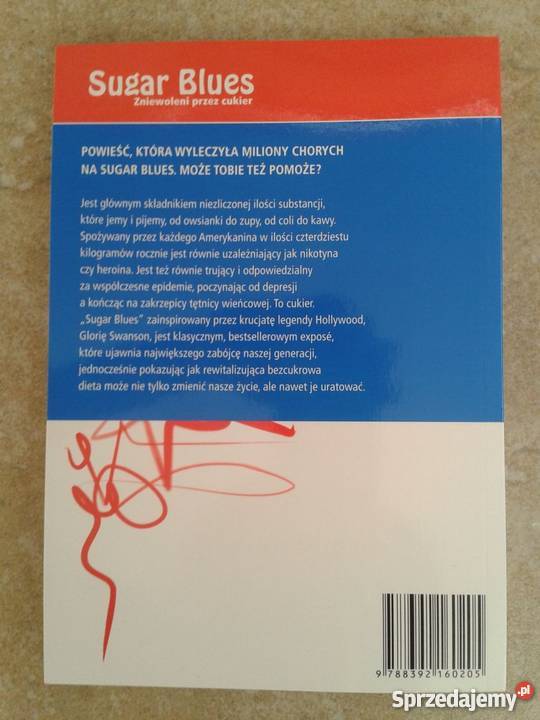 Sugar Blues
Zniewoleni przez cukier
POWIEŚĆ, KTÓRA WYLECZYŁA MILIONY CHORYCH
NA SUGAR BLUES. MOŻE TOBIE TEŻ POMOŻE?
Jest głównym składnikiem niezliczonej ilości substancji,
które jemy i pijemy, od owsianki do zupy, od coli do kawy.
Spożywany przez każdego Amerykanina w ilości czterdziestu
kilogramów rocznie jest równie uzależniający jak nikotyna
czy heroina. Jest też równie trujący i odpowiedzialny
za współczesne epidemie, poczynając od depresji
a kończąc na zakrzepicy tętnicy wieńcowej. To cukier.
„Sugar Blues” zainspirowany przez krucjatę legendy Hollywood,
Glorię Swanson, jest klasycznym, bestsellerowym exposé,
które ujawnia największego zabójcę naszej generacji,
jednocześnie pokazując jak rewitalizująca bezcukrowa
dieta może nie tylko zmienić nasze życie, ale nawet je uratować.
9 788392 160205
Sprzedajemy.pl